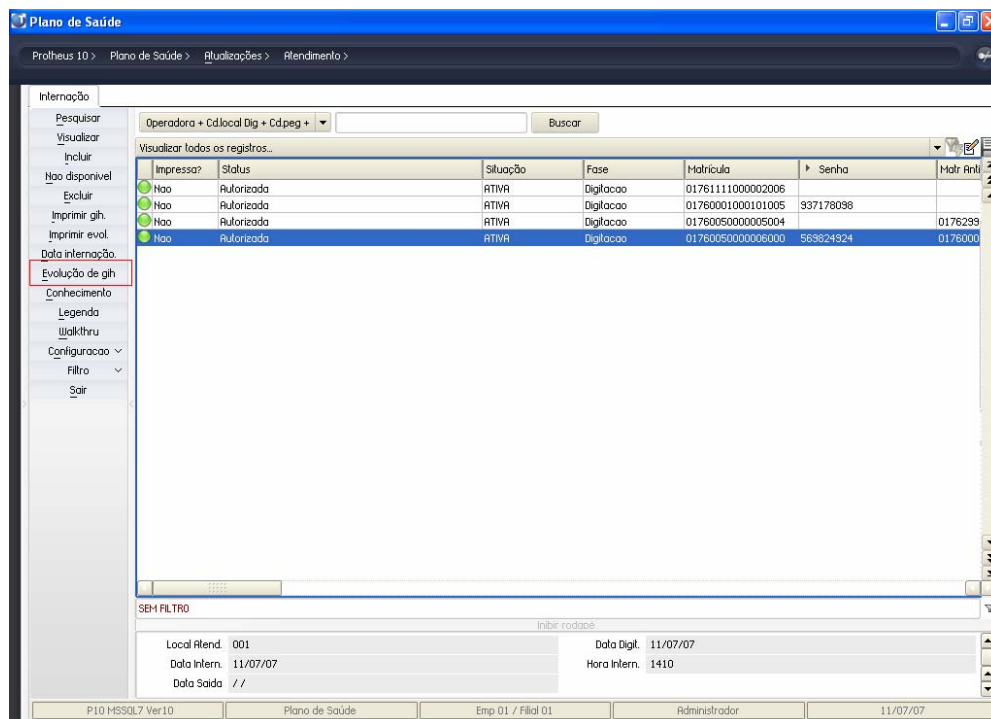 Plano de Saúde
Protheus 10 > Plano de Saúde > Atualizações > Atendimento >
Internação
Pesquisar
Visualizar
Incluir
Nao disponivel
Excluir
Imprimir gih.
Imprimir evol.
Data internação.
Evolução de gih
Conhecimento
Legenda
Walkthru
Configuracao
Filtro
Sair
Operadora + Cd.local Dig + Cd.peg +
Buscar
Visualizar todos os registros...
Impressa? Status Situação Fase Matrícula Senha Matr Anti
Nao Autorizada ATIVA Digitacao 01761111000002006
Nao Autorizada ATIVA Digitacao 01760001000101005 937178098
Nao Autorizada ATIVA Digitacao 01760050000005004 0176299
Nao Autorizada ATIVA Digitacao 01760050000006000 569824924 0176000
SEM FILTRO
Inibir rodapé
Local Atend. 001 Data Digit. 11/07/07
Data Intern. 11/07/07 Hora Intern. 1410
Data Saida / /
P10 MSSQL7 Ver10 Plano de Saúde Emp 01 / Filial 01 Administrador 11/07/07